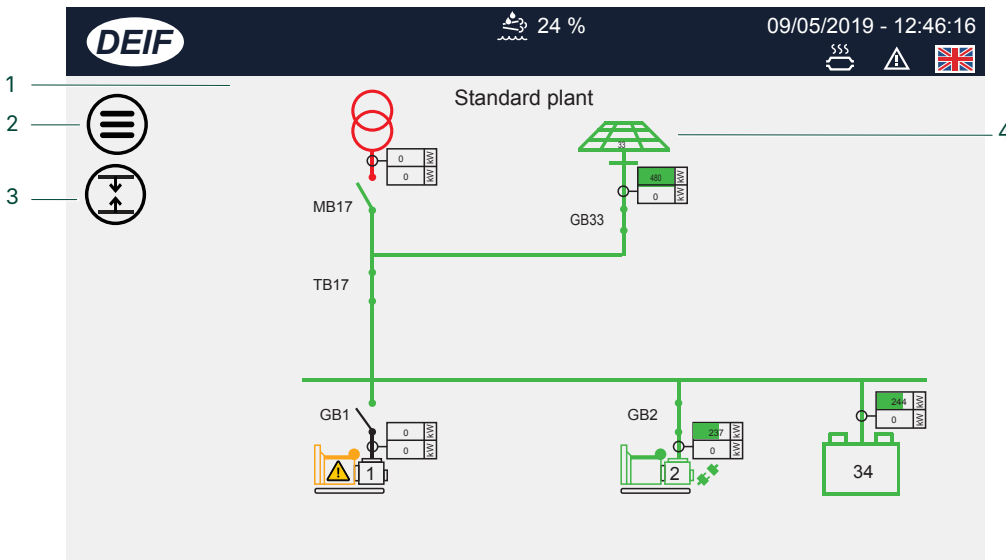 DEIF
24 %
09/05/2019 - 12:46:16
1
Standard plant
2
4
33
0 kW
0 kW
480 kW
0 kW
3
MB17
GB33
TB17
244 kW
0 kW
GB1
0 kW
0 kW
GB2
237 kW
0 kW
1
2
34